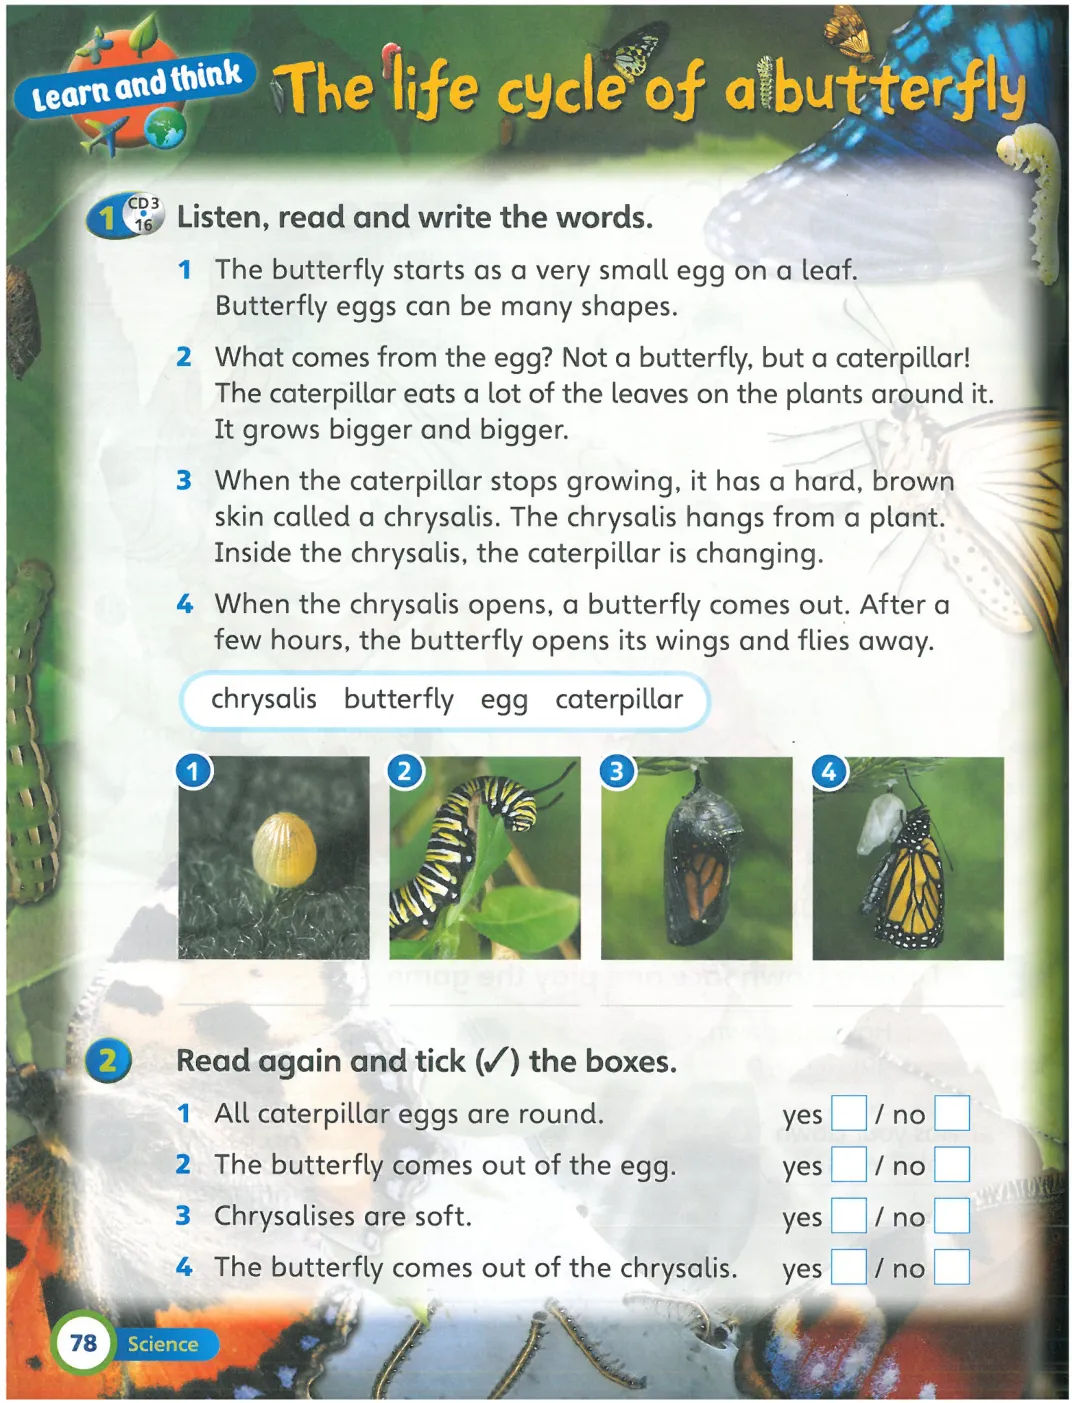 Learn and think
The life cycle of a butterfly
1 CD3 16 Listen, read and write the words.
1 The butterfly starts as a very small egg on a leaf.
Butterfly eggs can be many shapes.
2 What comes from the egg? Not a butterfly, but a caterpillar!
The caterpillar eats a lot of the leaves on the plants around it.
It grows bigger and bigger.
3 When the caterpillar stops growing, it has a hard, brown
skin called a chrysalis. The chrysalis hangs from a plant.
Inside the chrysalis, the caterpillar is changing.
4 When the chrysalis opens, a butterfly comes out. After a
few hours, the butterfly opens its wings and flies away.
chrysalis butterfly egg caterpillar
1 2 3 4
2 Read again and tick (✓) the boxes.
1 All caterpillar eggs are round. yes / no
2 The butterfly comes out of the egg. yes / no
3 Chrysalises are soft. yes / no
4 The butterfly comes out of the chrysalis. yes / no
78 Science